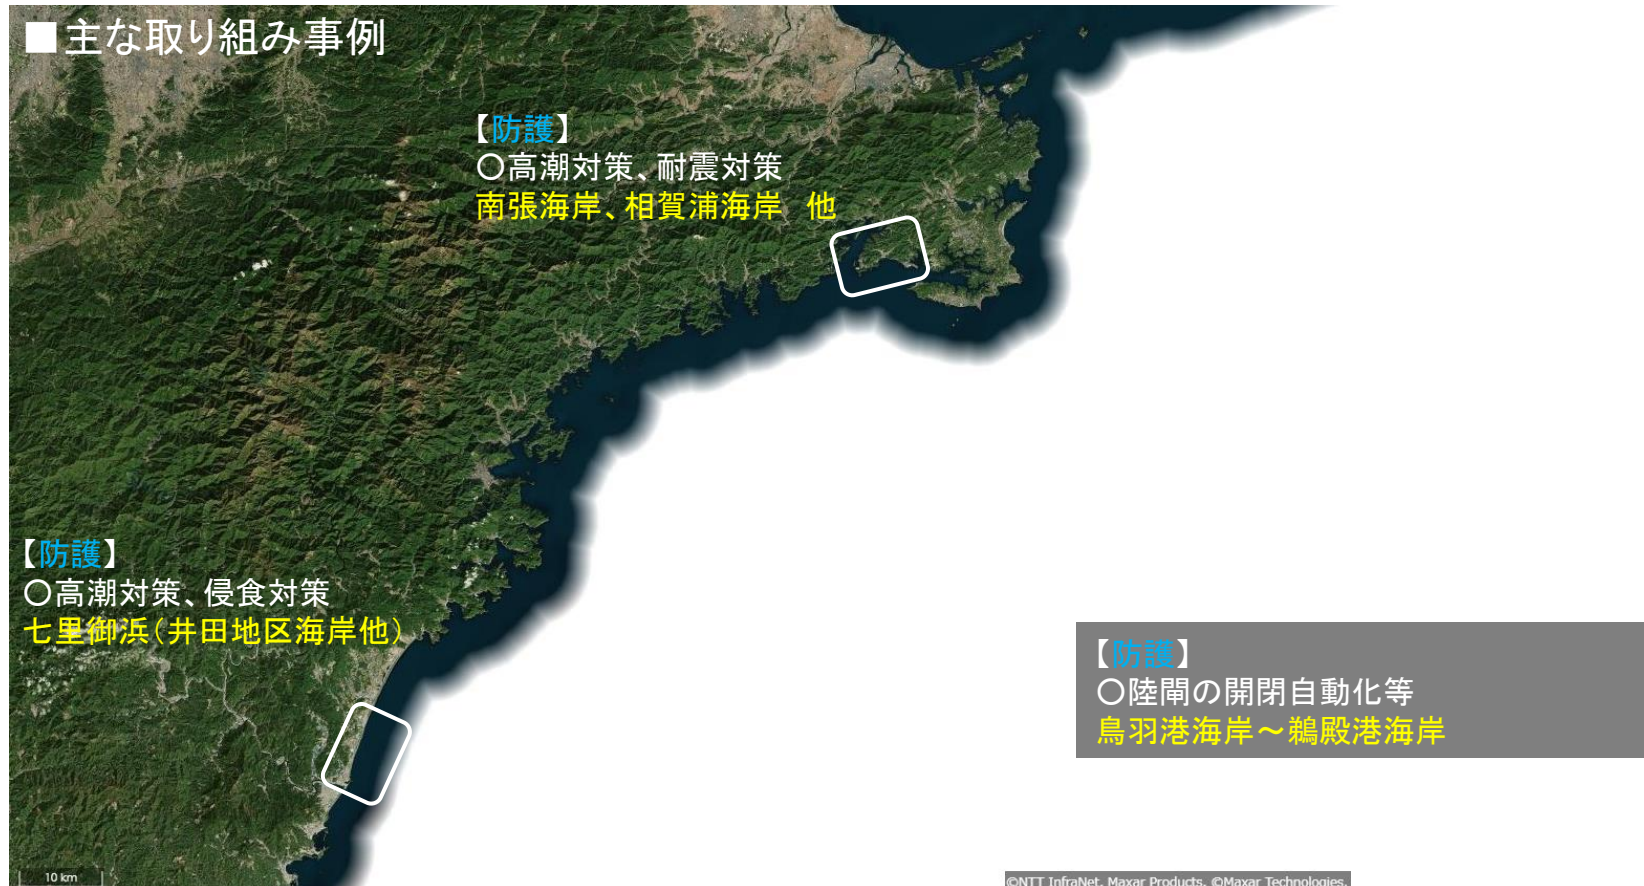 ■主な取り組み事例
【防護】
〇高潮対策、耐震対策
南張海岸、相賀浦海岸　他
【防護】
〇高潮対策、侵食対策
七里御浜（井田地区海岸他）
【防護】
〇陸閘の開閉自動化等
鳥羽港海岸～鵜殿港海岸
10 km
©NTT InfraNet, Maxar Products, ©Maxar Technologies.